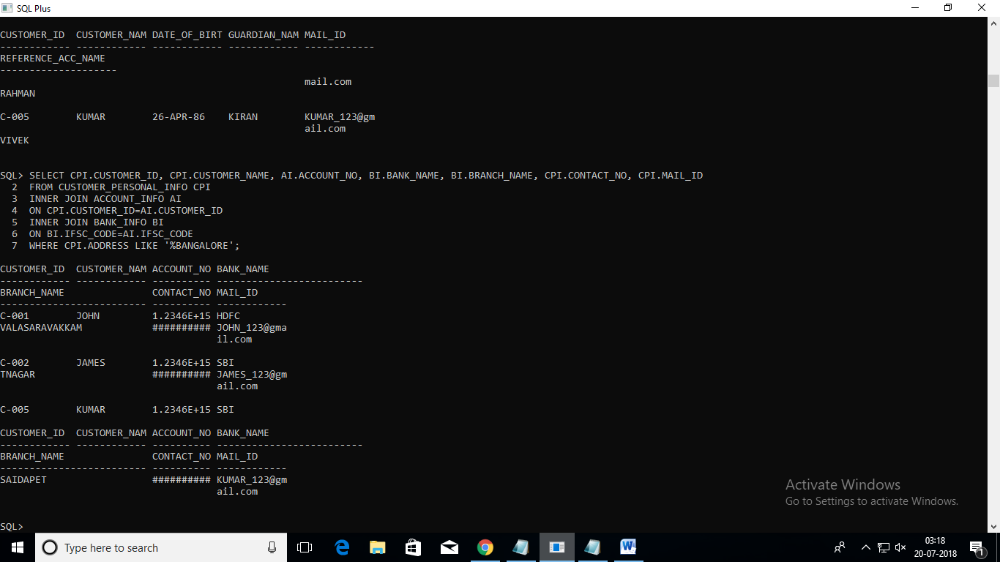 SQL Plus
CUSTOMER_ID  CUSTOMER_NAM DATE_OF_BIRT GUARDIAN_NAM MAIL_ID
------------ ------------ ------------ ------------ ------------
REFERENCE_ACC_NAME
--------------------
                                                    mail.com
RAHMAN
C-005        KUMAR        26-APR-86    KIRAN        KUMAR_123@gm
                                                    ail.com
VIVEK
SQL> SELECT CPI.CUSTOMER_ID, CPI.CUSTOMER_NAME, AI.ACCOUNT_NO, BI.BANK_NAME, BI.BRANCH_NAME, CPI.CONTACT_NO, CPI.MAIL_ID
  2  FROM CUSTOMER_PERSONAL_INFO CPI
  3  INNER JOIN ACCOUNT_INFO AI
  4  ON CPI.CUSTOMER_ID=AI.CUSTOMER_ID
  5  INNER JOIN BANK_INFO BI
  6  ON BI.IFSC_CODE=AI.IFSC_CODE
  7  WHERE CPI.ADDRESS LIKE '%BANGALORE';
CUSTOMER_ID  CUSTOMER_NAM ACCOUNT_NO BANK_NAME
------------ ------------ ---------- -------------------------
BRANCH_NAME               CONTACT_NO MAIL_ID
------------------------- ---------- ------------
C-001        JOHN         1.2346E+15 HDFC
VALASARAVAKKAM            ########## JOHN_123@gma
                                     il.com
C-002        JAMES        1.2346E+15 SBI
TNAGAR                    ########## JAMES_123@gm
                                     ail.com
C-005        KUMAR        1.2346E+15 SBI
CUSTOMER_ID  CUSTOMER_NAM ACCOUNT_NO BANK_NAME
------------ ------------ ---------- -------------------------
BRANCH_NAME               CONTACT_NO MAIL_ID
------------------------- ---------- ------------
SAIDAPET                  ########## KUMAR_123@gm
                                     ail.com
SQL>
Activate Windows
Go to Settings to activate Windows.
Type here to search
03:18
20-07-2018
1